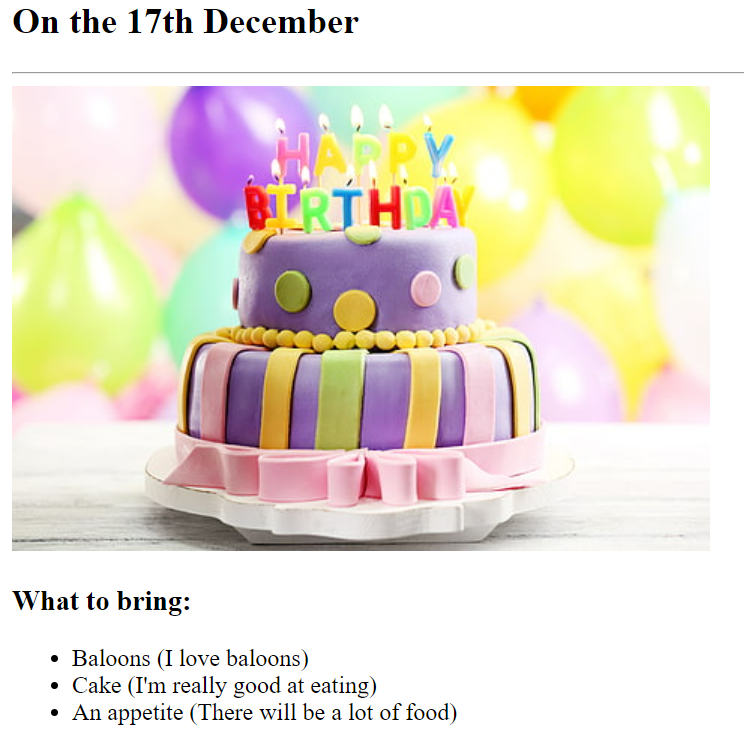 On the 17th December
HAPPY
BIRTHDAY
What to bring:
Baloons (I love baloons)
Cake (I'm really good at eating)
An appetite (There will be a lot of food)